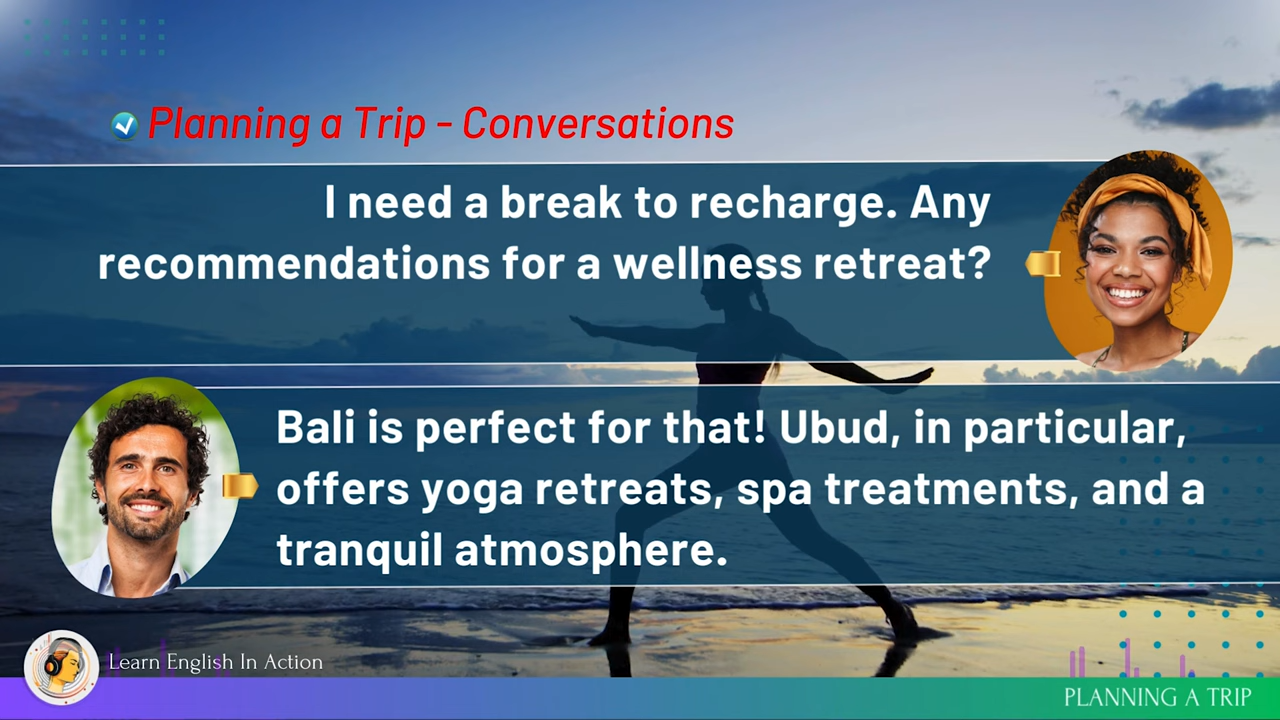 Planning a Trip - Conversations
I need a break to recharge. Any
recommendations for a wellness retreat?
Bali is perfect for that! Ubud, in particular,
offers yoga retreats, spa treatments, and a
tranquil atmosphere.
Learn English In Action
PLANNING A TRIP